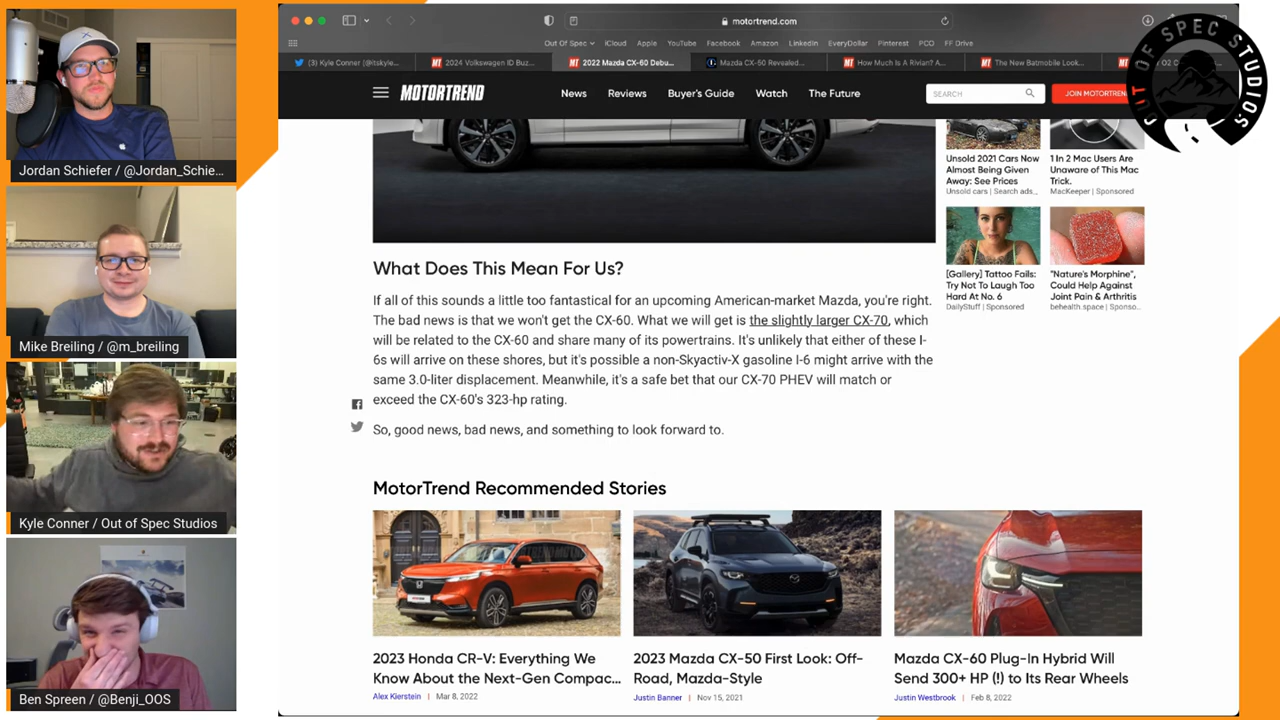 Jordan Schiefer / @Jordan_Schie...
Mike Breiling / @m_breiling
Kyle Conner / Out of Spec Studios
Ben Spreen / @Benji_OOS
motortrend.com
Out Of Spec
iCloud
Apple
YouTube
Facebook
Amazon
LinkedIn
EveryDollar
Pinterest
PCO
FF Drive
(3) Kyle Conner (@itskyle...
2024 Volkswagen ID Buz...
2022 Mazda CX-60 Debu...
Mazda CX-50 Revealed...
How Much Is A Rivian? A...
The New Batmobile Look...
OUT OF SPEC STUDIOS
MOTORTREND
News
Reviews
Buyer's Guide
Watch
The Future
SEARCH
JOIN MOTORTREN
Unsold 2021 Cars Now
Almost Being Given
Away: See Prices
Unsold cars | Search ads_
1 In 2 Mac Users Are
Unaware of This Mac
Trick.
MacKeeper | Sponsored
[Gallery] Tattoo Fails:
Try Not To Laugh Too
Hard At No. 6
DailyStuff | Sponsored
"Nature's Morphine",
Could Help Against
Joint Pain & Arthritis
behealth.space | Sponso..
What Does This Mean For Us?
If all of this sounds a little too fantastical for an upcoming American-market Mazda, you're right.
The bad news is that we won't get the CX-60. What we will get is the slightly larger CX-70, which
will be related to the CX-60 and share many of its powertrains. It's unlikely that either of these I-
6s will arrive on these shores, but it's possible a non-Skyactiv-X gasoline I-6 might arrive with the
same 3.0-liter displacement. Meanwhile, it's a safe bet that our CX-70 PHEV will match or
exceed the CX-60's 323-hp rating.
So, good news, bad news, and something to look forward to.
MotorTrend Recommended Stories
2023 Honda CR-V: Everything We
Know About the Next-Gen Compac...
Alex Kierstein | Mar 8, 2022
2023 Mazda CX-50 First Look: Off-
Road, Mazda-Style
Justin Banner | Nov 15, 2021
Mazda CX-60 Plug-In Hybrid Will
Send 300+ HP (!) to Its Rear Wheels
Justin Westbrook | Feb 8, 2022